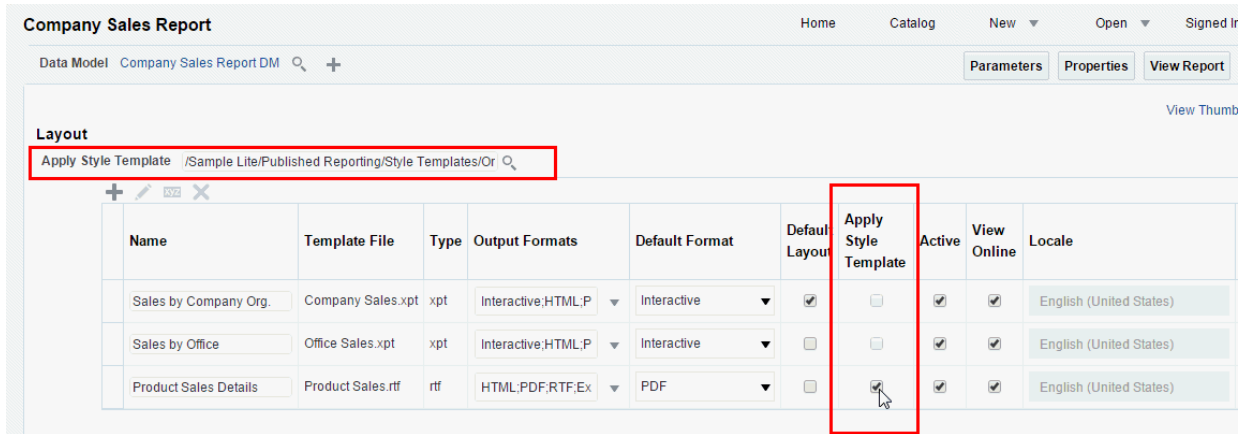 Company Sales Report Home Catalog New Open Signed In
Data Model Company Sales Report DM Parameters Properties View Report
View Thumb
Layout
Apply Style Template /Sample Lite/Published Reporting/Style Templates/Or
xyz
Name Template File Type Output Formats Default Format Default Layout Apply Style Template Active View Online Locale
Sales by Company Org. Company Sales.xpt xpt Interactive;HTML;P Interactive English (United States)
Sales by Office Office Sales.xpt xpt Interactive;HTML;P Interactive English (United States)
Product Sales Details Product Sales.rtf rtf HTML;PDF;RTF;Ex PDF English (United States)